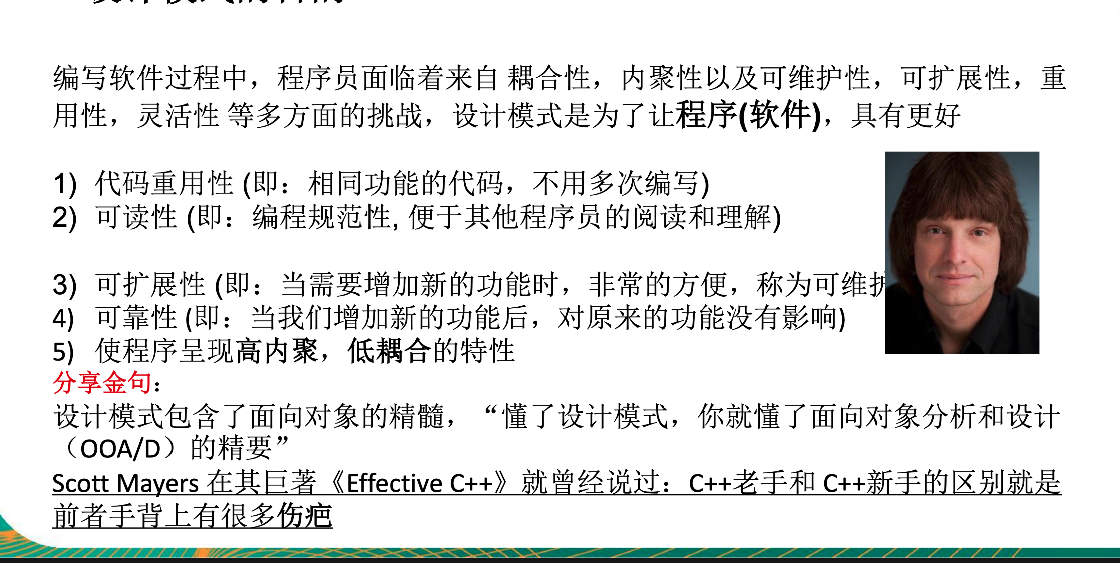 编写软件过程中，程序员面临着来自 耦合性，内聚性以及可维护性，可扩展性，重
用性，灵活性 等多方面的挑战，设计模式是为了让程序(软件)，具有更好
1) 代码重用性 (即：相同功能的代码，不用多次编写)
2) 可读性 (即：编程规范性, 便于其他程序员的阅读和理解)
3) 可扩展性 (即：当需要增加新的功能时，非常的方便，称为可维
4) 可靠性 (即：当我们增加新的功能后，对原来的功能没有影响)
5) 使程序呈现高内聚，低耦合的特性
分享金句：
设计模式包含了面向对象的精髓，“懂了设计模式，你就懂了面向对象分析和设计
（OOA/D）的精要”
Scott Mayers 在其巨著《Effective C++》就曾经说过：C++老手和 C++新手的区别就是
前者手背上有很多伤疤